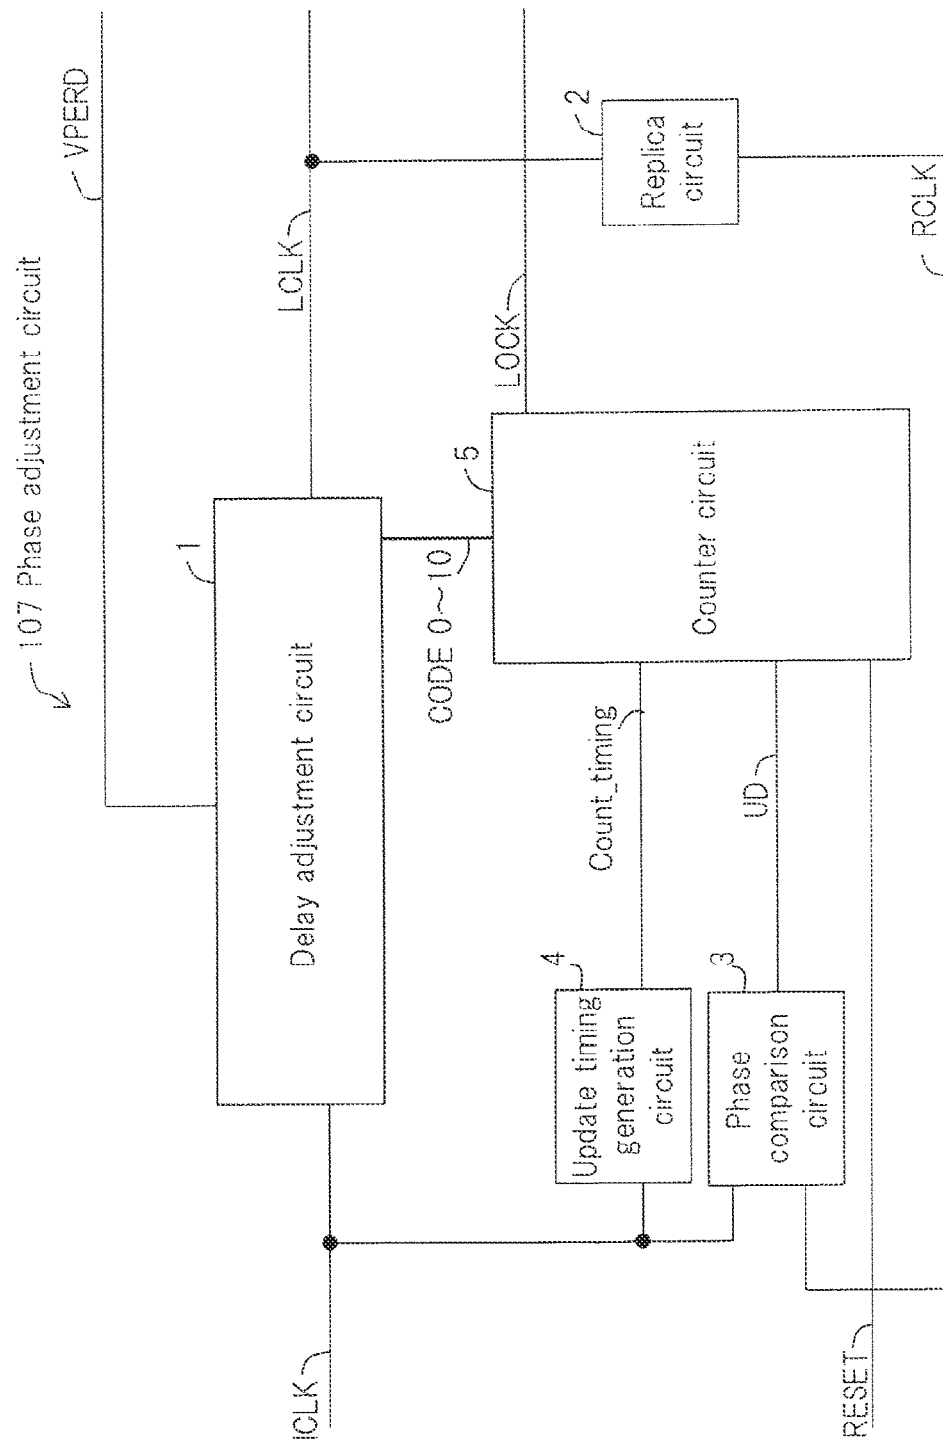 107 Phase adjustment circuit
VPERD
LCLK
1
Delay adjustment circuit
CODE 0～10
LOCK
2
Replica
circuit
RCLK
5
Counter circuit
Count_timing
UD
4
Update timing
generation
circuit
3
Phase
comparison
circuit
ICLK
RESET